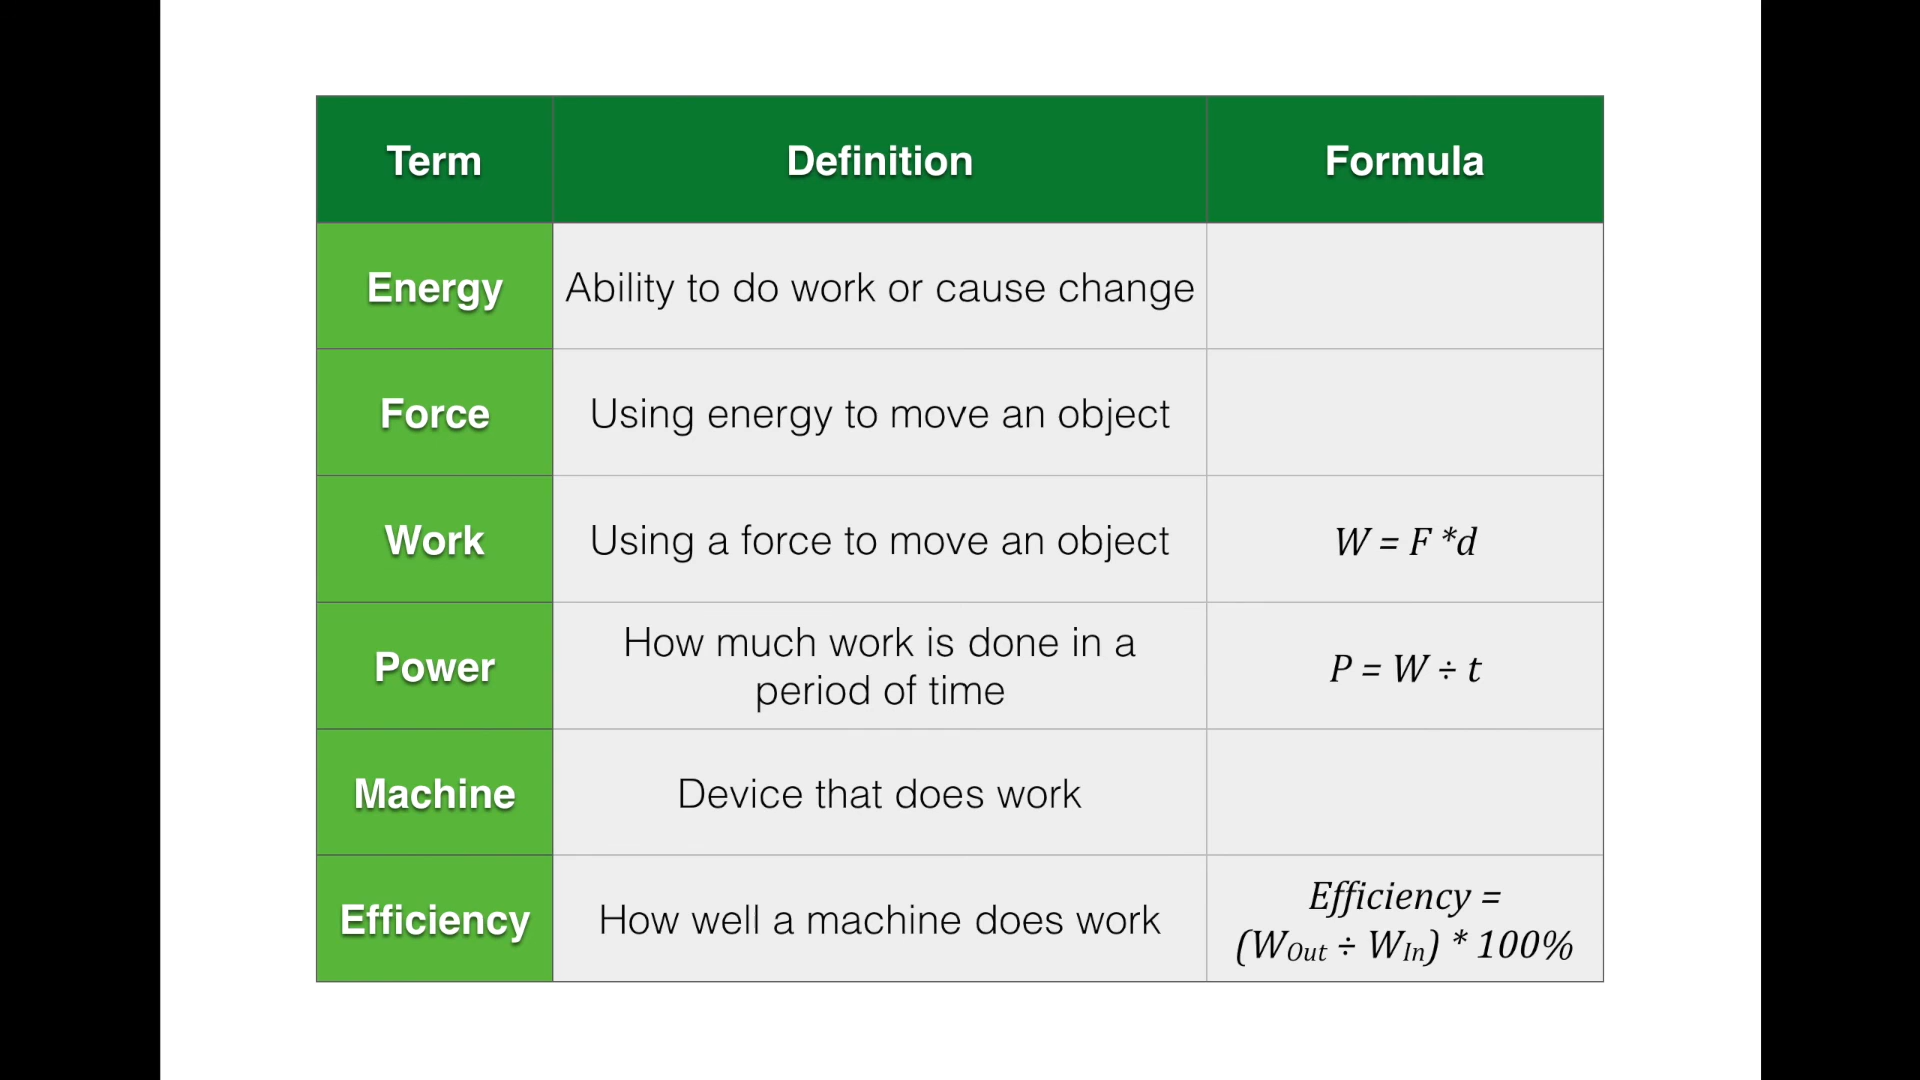 Term Definition Formula
Energy Ability to do work or cause change
Force Using energy to move an object
Work Using a force to move an object W = F *d
Power How much work is done in a
period of time P = W ÷ t
Machine Device that does work
Efficiency How well a machine does work Efficiency =
(WOut ÷ WIn) * 100%